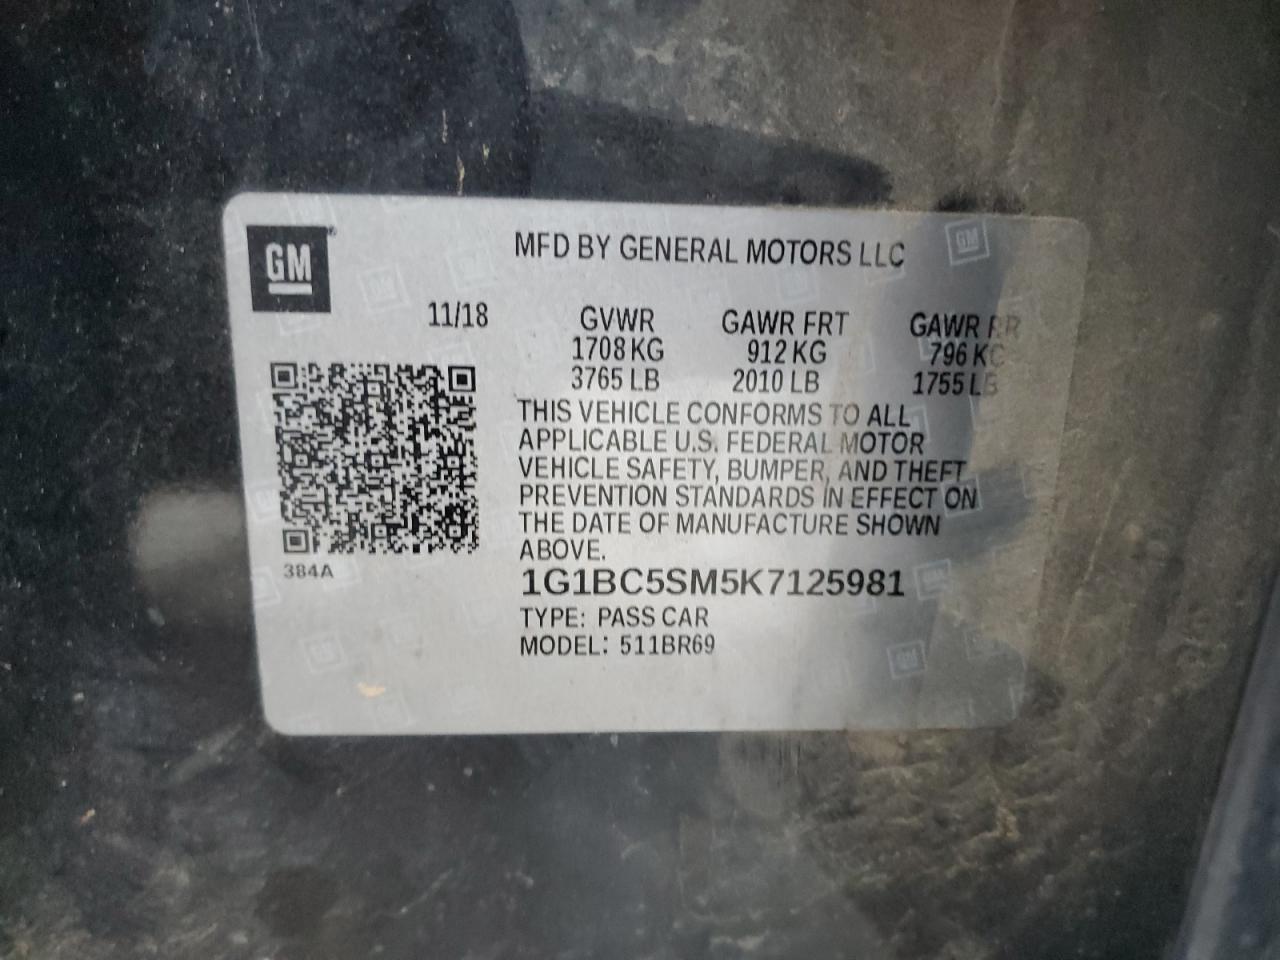 GM
MFD BY GENERAL MOTORS LLC
11/18 GVWR GAWR FRT GAWR RR
1708 KG 912 KG 796 KG
3765 LB 2010 LB 1755 LB
THIS VEHICLE CONFORMS TO ALL
APPLICABLE U.S. FEDERAL MOTOR
VEHICLE SAFETY, BUMPER, AND THEFT
PREVENTION STANDARDS IN EFFECT ON
THE DATE OF MANUFACTURE SHOWN
ABOVE.
384A
1G1BC5SM5K7125981
TYPE: PASS CAR
MODEL: 511BR69